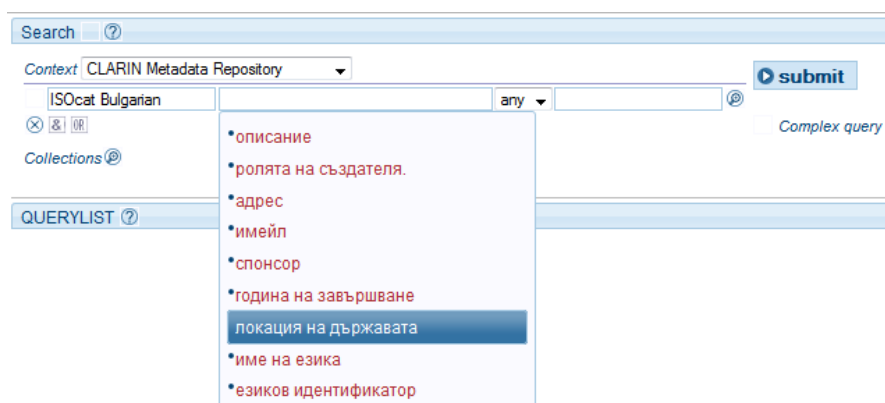 Search ?
Context CLARIN Metadata Repository
submit
ISOcat Bulgarian any
& OR
Complex query
Collections
QUERYLIST ?
описание
ролята на създателя.
адрес
имейл
спонсор
година на завършване
локация на държавата
име на езика
езиков идентификатор